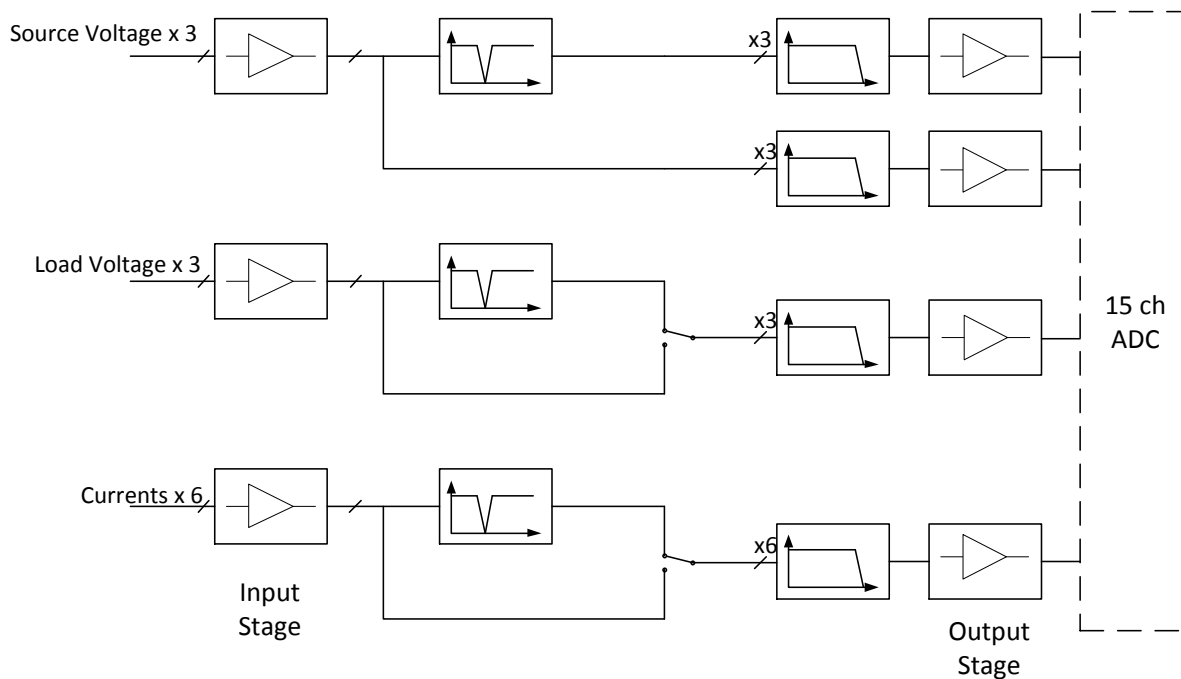 Source Voltage x 3
x3
x3
Load Voltage x 3
x3
15 ch
ADC
Currents x 6
x6
Input
Stage
Output
Stage